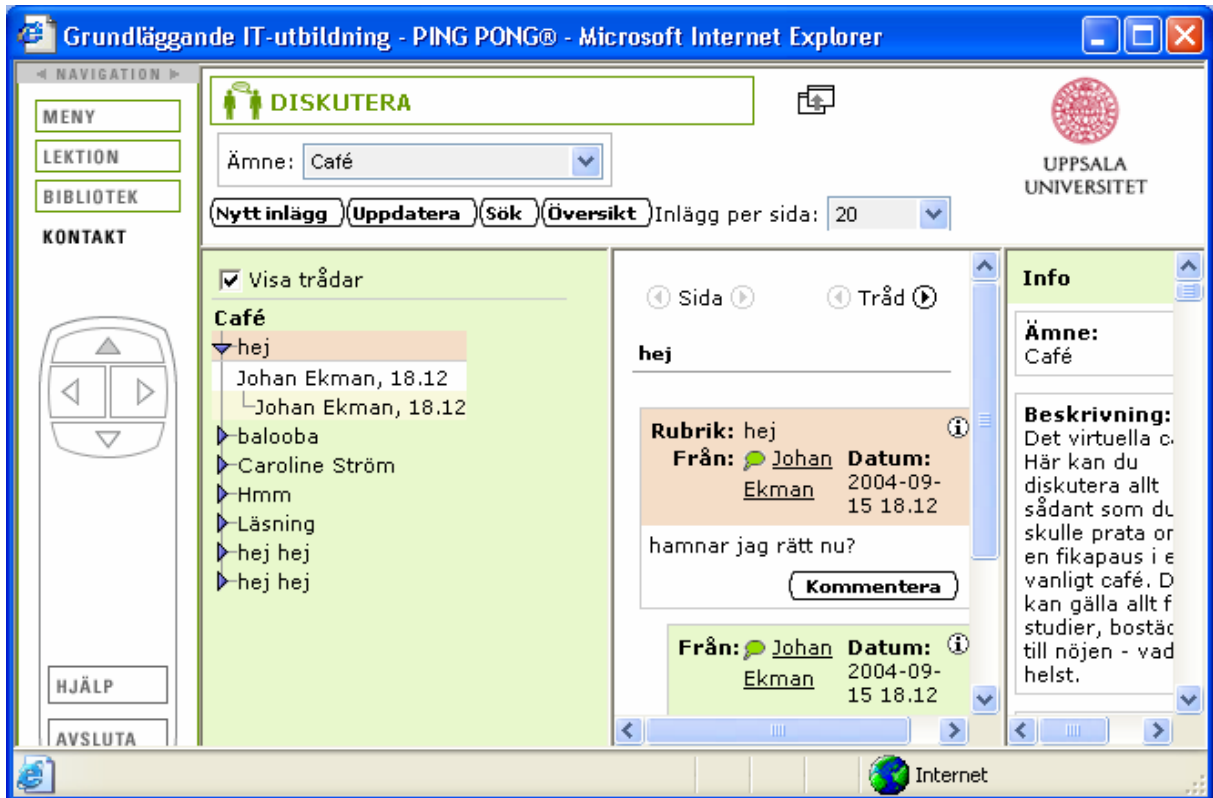 Grundläggande IT-utbildning - PING PONG® - Microsoft Internet Explorer
NAVIGATION
MENY
LEKTION
BIBLIOTEK
KONTAKT
HJÄLP
AVSLUTA
DISKUTERA
Ämne: Café
Nytt inlägg Uppdatera Sök Översikt Inlägg per sida: 20
UPPSALA
UNIVERSITET
Visa trådar
Café
hej
Johan Ekman, 18.12
Johan Ekman, 18.12
balooba
Caroline Ström
Hmm
Läsning
hej hej
hej hej
Sida Tråd
hej
Rubrik: hej
Från: Johan Datum:
Ekman 2004-09-
15 18.12
hamnar jag rätt nu?
Kommentera
Från: Johan Datum:
Ekman 2004-09-
15 18.12
Info
Ämne:
Café
Beskrivning:
Det virtuella
Här kan du
diskutera allt
sådant som du
skulle prata
en fikapaus i
vanligt café.
kan gälla allt
studier,
till nöjen - vad
helst.
Internet